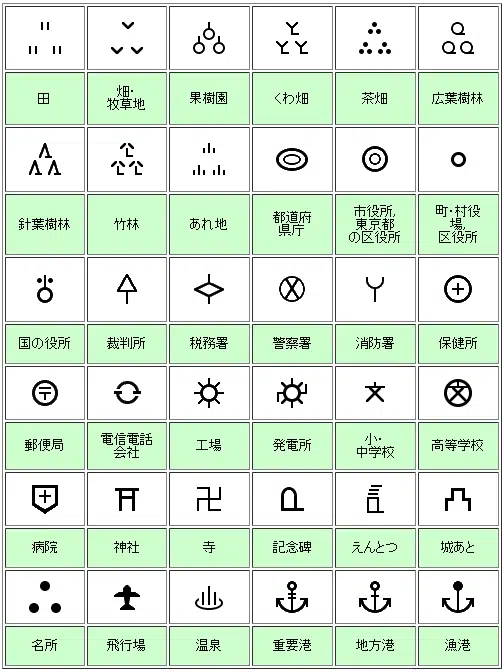 田
畑・
牧草地
果樹園
くわ畑
茶畑
広葉樹林
針葉樹林
竹林
あれ地
都道府
県庁
市役所,
東京都
の区役所
町・村役
場,
区役所
国の役所
裁判所
税務署
警察署
消防署
保健所
郵便局
電信電話
会社
工場
発電所
小・
中学校
高等学校
病院
神社
寺
記念碑
えんとつ
城あと
名所
飛行場
温泉
重要港
地方港
漁港